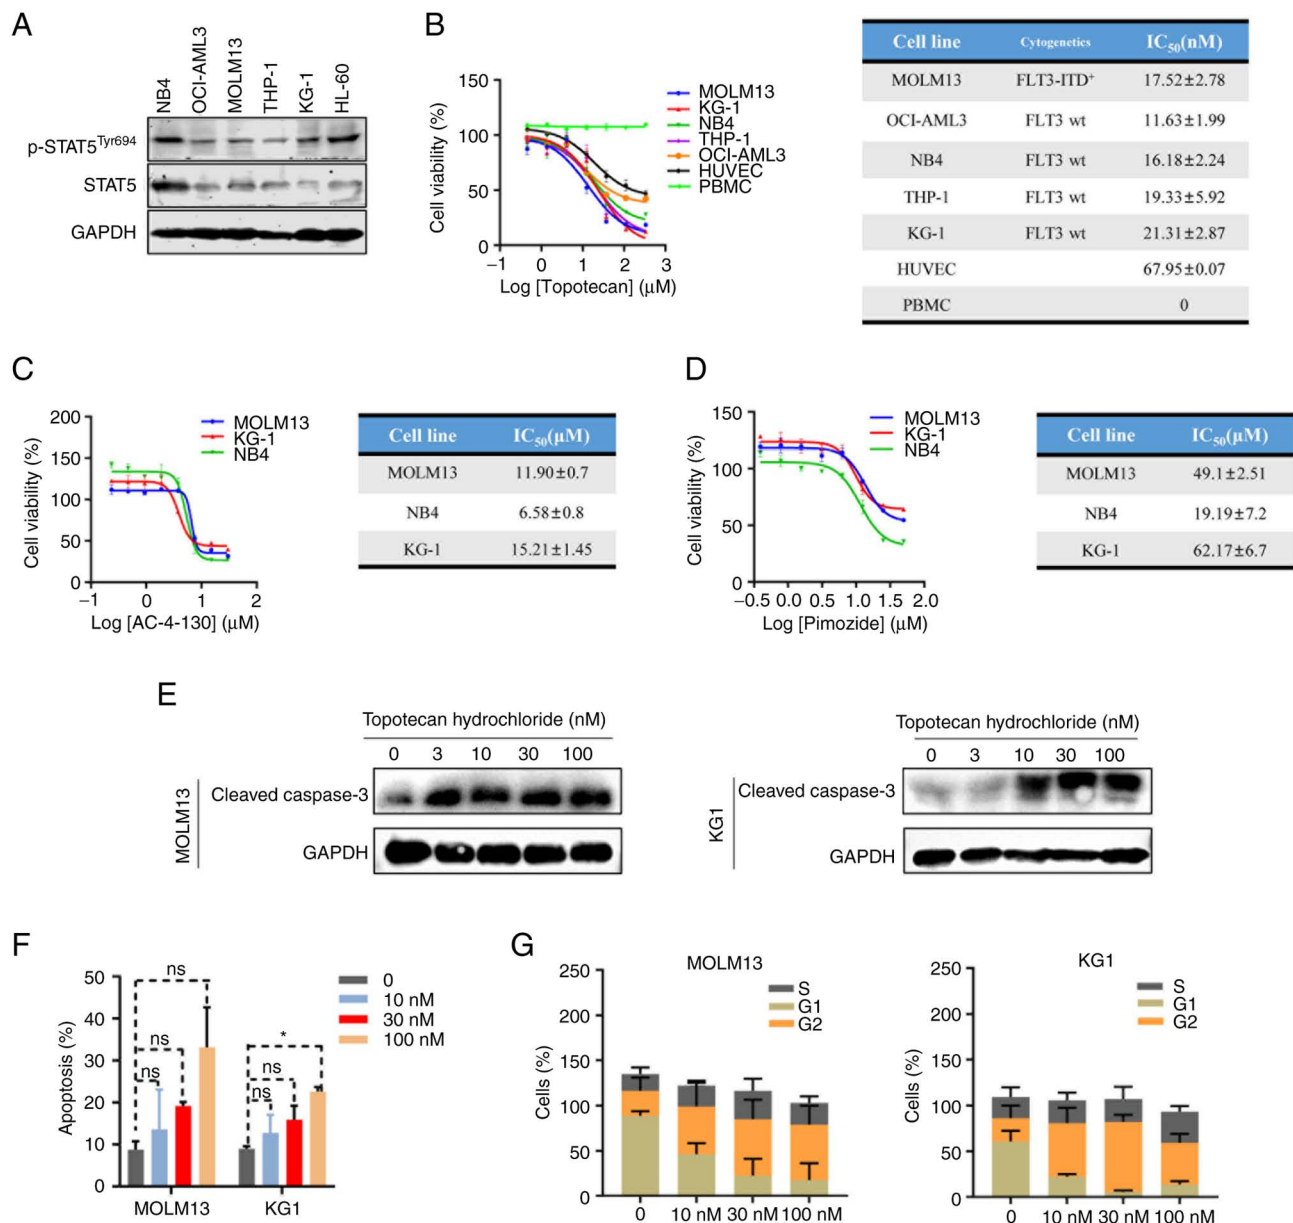 A
NB4
OCI-AML3
MOLM13
THP-1
KG-1
HL-60
p-STAT5Tyr694
STAT5
GAPDH
B
Cell viability (%)
150
100
50
0
−1 0 1 2 3
Log [Topotecan] (μM)
MOLM13
KG-1
NB4
THP-1
OCI-AML3
HUVEC
PBMC
Cell line Cytogenetics IC50(nM)
MOLM13 FLT3-ITD+ 17.52±2.78
OCI-AML3 FLT3 wt 11.63±1.99
NB4 FLT3 wt 16.18±2.24
THP-1 FLT3 wt 19.33±5.92
KG-1 FLT3 wt 21.31±2.87
HUVEC 67.95±0.07
PBMC 0
C
Cell viability (%)
200
150
100
50
0
−1 0 1 2
Log [AC-4-130] (μM)
MOLM13
KG-1
NB4
Cell line IC50(μM)
MOLM13 11.90±0.7
NB4 6.58±0.8
KG-1 15.21±1.45
D
Cell viability (%)
150
100
50
0
−0.5 0.0 0.5 1.0 1.5 2.0
Log [Pimozide] (μM)
MOLM13
KG-1
NB4
Cell line IC50(μM)
MOLM13 49.1±2.51
NB4 19.19±7.2
KG-1 62.17±6.7
E
Topotecan hydrochloride (nM)
0 3 10 30 100
MOLM13
Cleaved caspase-3
GAPDH
Topotecan hydrochloride (nM)
0 3 10 30 100
KG1
Cleaved caspase-3
GAPDH
F
Apoptosis (%)
50
40
30
20
10
0
ns
ns
ns
*
ns
ns
MOLM13 KG1
0
10 nM
30 nM
100 nM
G
MOLM13
Cells (%)
250
200
150
100
50
0
0 10 nM 30 nM 100 nM
S
G1
G2
KG1
Cells (%)
250
200
150
100
50
0
0 10 nM 30 nM 100 nM
S
G1
G2